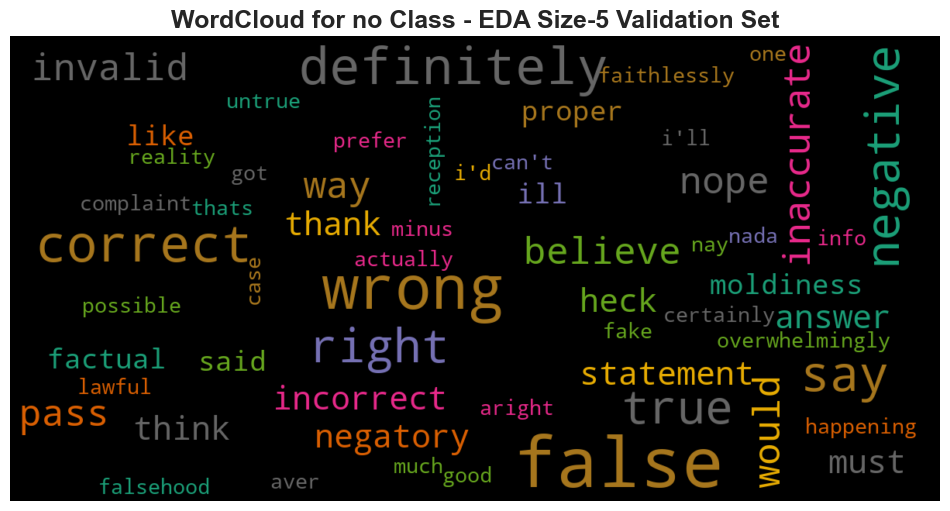 WordCloud for no Class - EDA Size-5 Validation Set
invalid
definitely
faithlessly
one
inaccurate
negative
untrue
proper
like
prefer
reception
i'll
reality
got
way
i'd
can't
ill
nope
complaint
thats
thank
minus
correct
actually
believe
nay
nada
info
case
wrong
heck
moldiness
possible
fake
certainly
answer
right
overwhelmingly
factual
said
statement
say
lawful
incorrect
aright
true
would
pass
think
negatory
happening
false
must
much
good
falsehood
aver